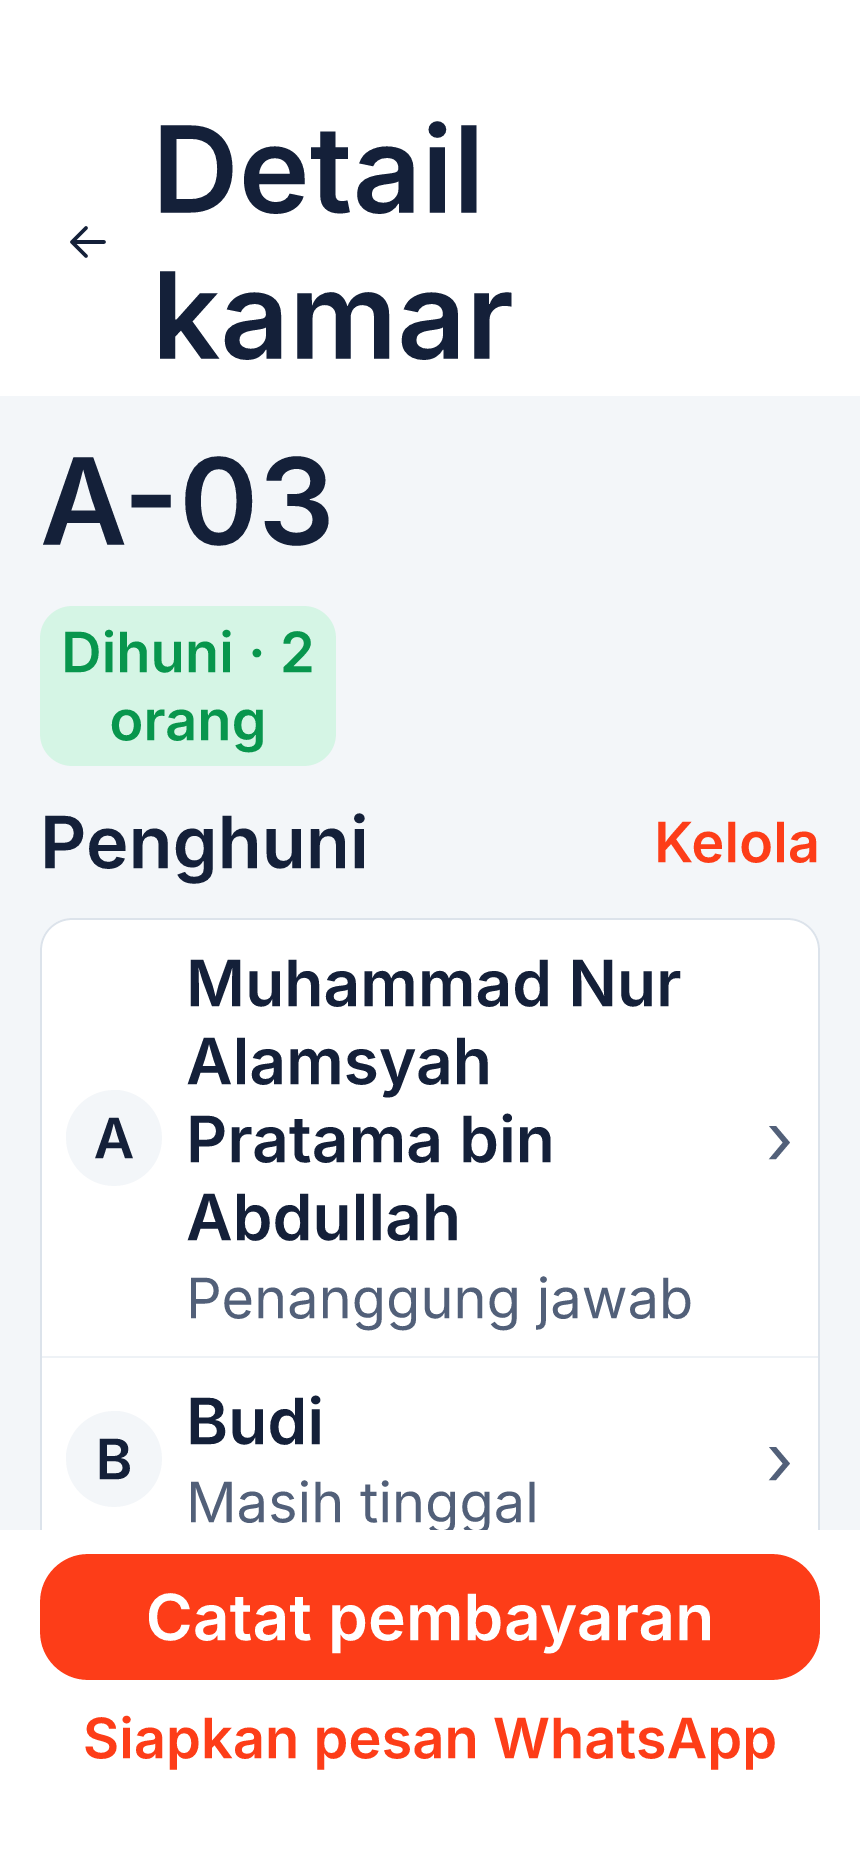 Detail
kamar
A-03
Dihuni · 2
orang
Penghuni
Kelola
A
Muhammad Nur
Alamsyah
Pratama bin
Abdullah
Penanggung jawab
B
Budi
Masih tinggal
Catat pembayaran
Siapkan pesan WhatsApp